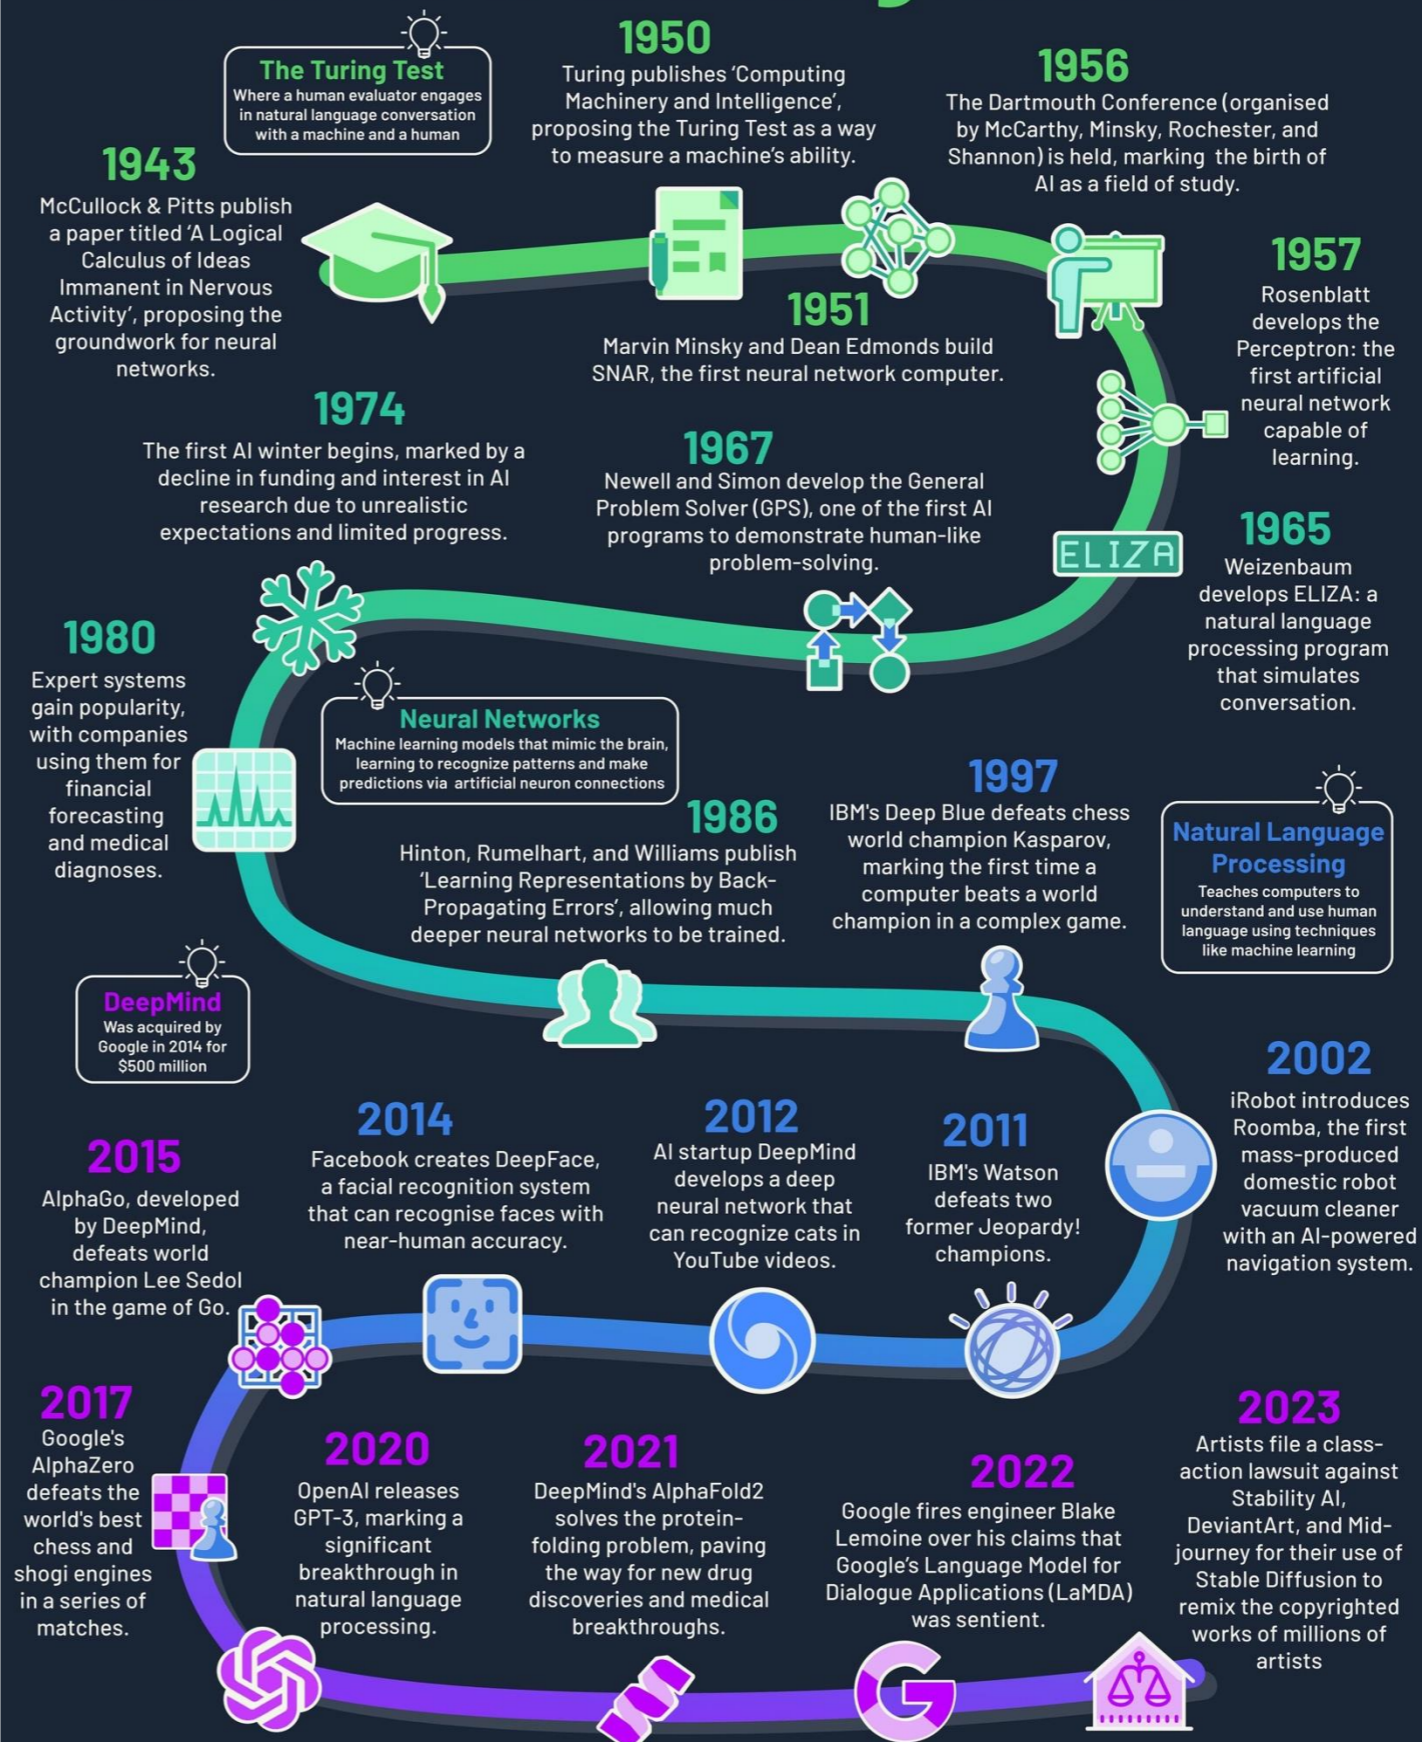 The Turing Test
Where a human evaluator engages
in natural language conversation
with a machine and a human
1943
McCullock & Pitts publish
a paper titled ‘A Logical
Calculus of Ideas
Immanent in Nervous
Activity’, proposing the
groundwork for neural
networks.
1950
Turing publishes ‘Computing
Machinery and Intelligence’,
proposing the Turing Test as a way
to measure a machine’s ability.
1951
Marvin Minsky and Dean Edmonds build
SNAR, the first neural network computer.
1956
The Dartmouth Conference (organised
by McCarthy, Minsky, Rochester, and
Shannon) is held, marking the birth of
AI as a field of study.
1957
Rosenblatt
develops the
Perceptron: the
first artificial
neural network
capable of
learning.
ELIZA
1965
Weizenbaum
develops ELIZA: a
natural language
processing program
that simulates
conversation.
1967
Newell and Simon develop the General
Problem Solver (GPS), one of the first AI
programs to demonstrate human-like
problem-solving.
1974
The first AI winter begins, marked by a
decline in funding and interest in AI
research due to unrealistic
expectations and limited progress.
1980
Expert systems
gain popularity,
with companies
using them for
financial
forecasting
and medical
diagnoses.
Neural Networks
Machine learning models that mimic the brain,
learning to recognize patterns and make
predictions via artificial neuron connections
1986
Hinton, Rumelhart, and Williams publish
‘Learning Representations by Back-
Propagating Errors’, allowing much
deeper neural networks to be trained.
1997
IBM's Deep Blue defeats chess
world champion Kasparov,
marking the first time a
computer beats a world
champion in a complex game.
Natural Language
Processing
Teaches computers to
understand and use human
language using techniques
like machine learning
2002
iRobot introduces
Roomba, the first
mass-produced
domestic robot
vacuum cleaner
with an AI-powered
navigation system.
2011
IBM's Watson
defeats two
former Jeopardy!
champions.
2012
AI startup DeepMind
develops a deep
neural network that
can recognize cats in
YouTube videos.
2014
Facebook creates DeepFace,
a facial recognition system
that can recognise faces with
near-human accuracy.
DeepMind
Was acquired by
Google in 2014 for
$500 million
2015
AlphaGo, developed
by DeepMind,
defeats world
champion Lee Sedol
in the game of Go.
2017
Google's
AlphaZero
defeats the
world's best
chess and
shogi engines
in a series of
matches.
2020
OpenAI releases
GPT-3, marking a
significant
breakthrough in
natural language
processing.
2021
DeepMind's AlphaFold2
solves the protein-
folding problem, paving
the way for new drug
discoveries and medical
breakthroughs.
2022
Google fires engineer Blake
Lemoine over his claims that
Google’s Language Model for
Dialogue Applications (LaMDA)
was sentient.
2023
Artists file a class-
action lawsuit against
Stability AI,
DeviantArt, and Mid-
journey for their use of
Stable Diffusion to
remix the copyrighted
works of millions of
artists